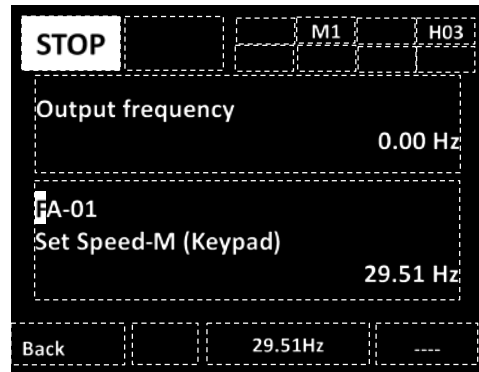 STOP M1 H03
Output frequency
0.00 Hz
FA-01
Set Speed-M (Keypad)
29.51 Hz
Back 29.51Hz ----